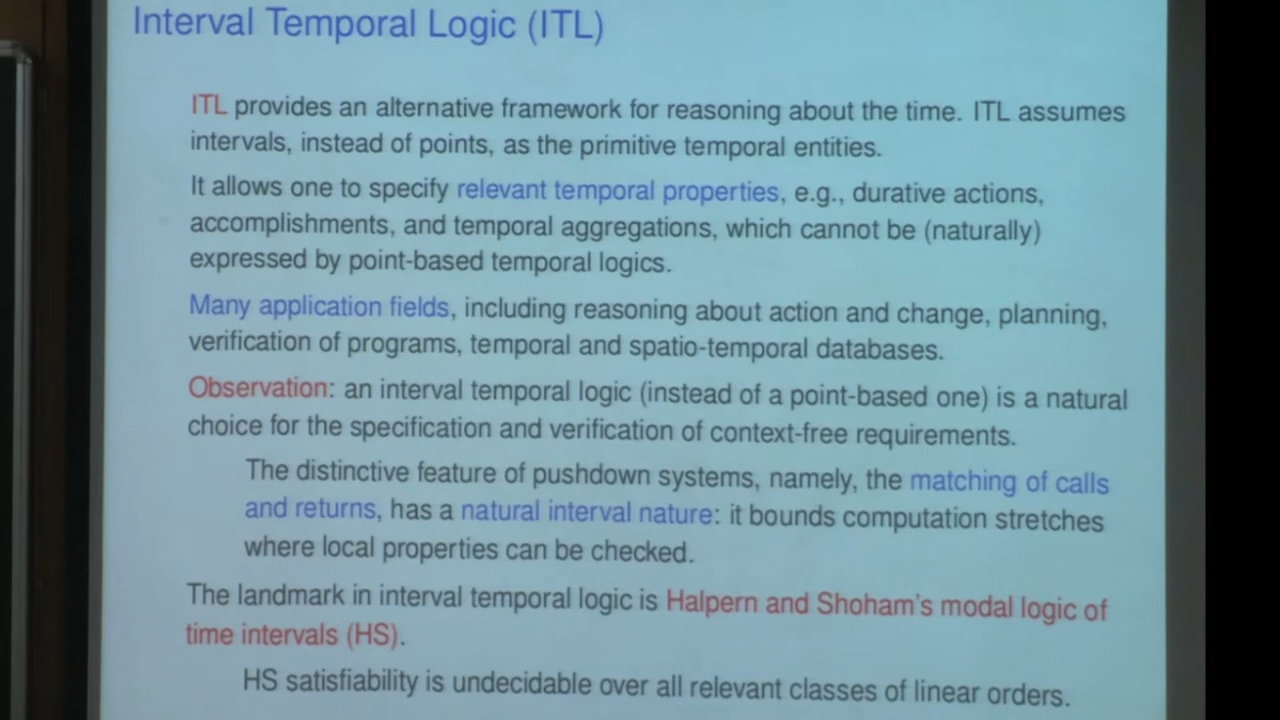 Interval Temporal Logic (ITL)
ITL provides an alternative framework for reasoning about the time. ITL assumes
intervals, instead of points, as the primitive temporal entities.
It allows one to specify relevant temporal properties, e.g., durative actions,
accomplishments, and temporal aggregations, which cannot be (naturally)
expressed by point-based temporal logics.
Many application fields, including reasoning about action and change, planning,
verification of programs, temporal and spatio-temporal databases.
Observation: an interval temporal logic (instead of a point-based one) is a natural
choice for the specification and verification of context-free requirements.
The distinctive feature of pushdown systems, namely, the matching of calls
and returns, has a natural interval nature: it bounds computation stretches
where local properties can be checked.
The landmark in interval temporal logic is Halpern and Shoham's modal logic of
time intervals (HS).
HS satisfiability is undecidable over all relevant classes of linear orders.